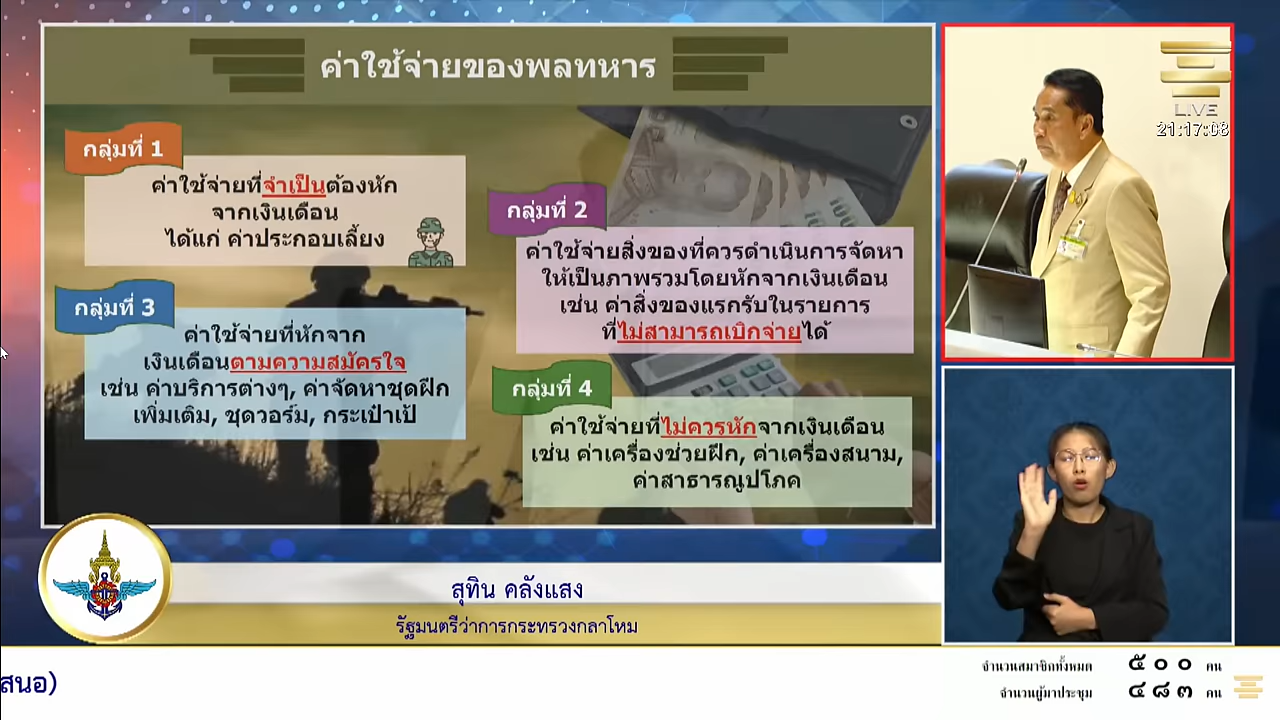 ค่าใช้จ่ายของพลทหาร
กลุ่มที่ 1
ค่าใช้จ่ายที่จำเป็นต้องหัก
จากเงินเดือน
ได้แก่ ค่าประกอบเลี้ยง
กลุ่มที่ 2
ค่าใช้จ่ายสิ่งของที่ควรดำเนินการจัดหา
ให้เป็นภาพรวมโดยหักจากเงินเดือน
เช่น ค่าสิ่งของแรกรับในรายการ
ที่ไม่สามารถเบิกจ่ายได้
กลุ่มที่ 3
ค่าใช้จ่ายที่หักจาก
เงินเดือนตามความสมัครใจ
เช่น ค่าบริการต่างๆ, ค่าจัดหาชุดฝึก
เพิ่มเติม, ชุดวอร์ม, กระเป๋าเป้
กลุ่มที่ 4
ค่าใช้จ่ายที่ไม่ควรหักจากเงินเดือน
เช่น ค่าเครื่องช่วยฝึก, ค่าเครื่องสนาม,
ค่าสาธารณูปโภค
LIVE
21:17:08
สุทิน คลังแสง
รัฐมนตรีว่าการกระทรวงกลาโหม
สนอ)
จำนวนสมาชิกทั้งหมด ๕๐๐ คน
จำนวนผู้มาประชุม ๔๘๓ คน